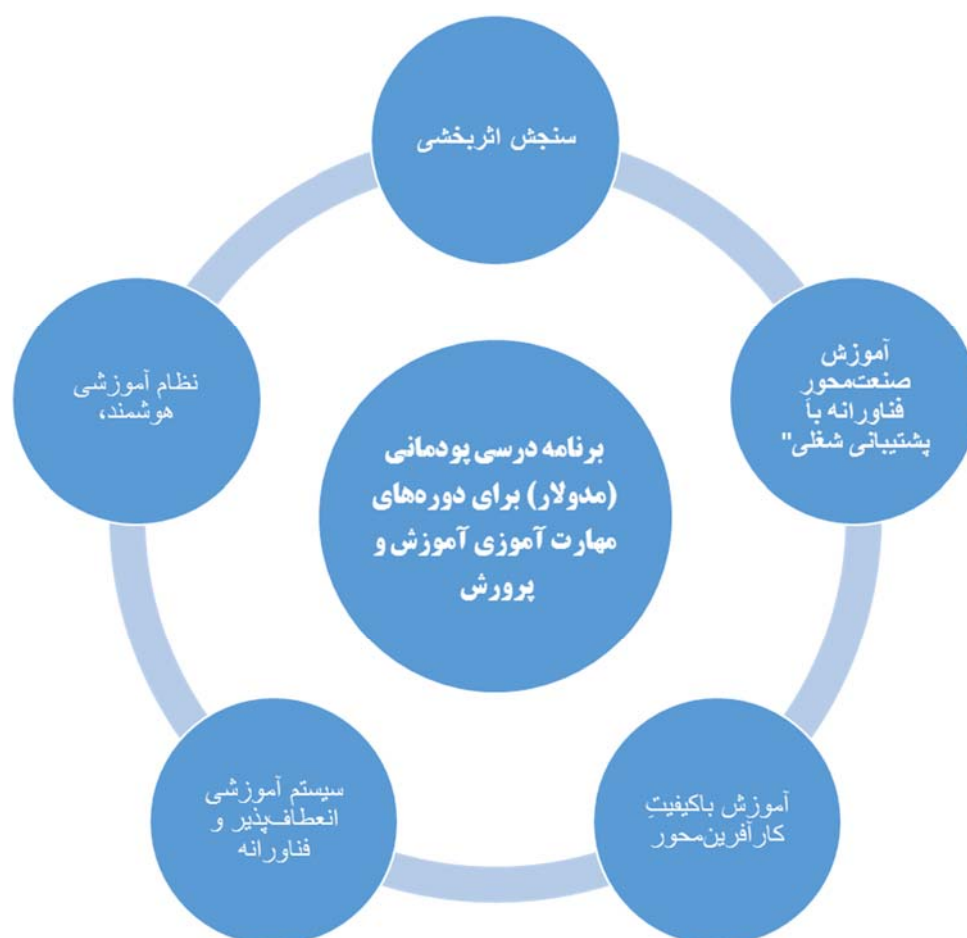 سنجش اثربخشی
آموزش
صنعت‌محورِ
فناورانه با
پشتیبانی شغلی"
نظام آموزشی
هوشمند،
برنامه درسی پودمانی
(مدولار) برای دوره‌های
مهارت آموزی آموزش و
پرورش
آموزش باکیفیتِ
کارآفرین‌محور
سیستم آموزشی
انعطاف‌پذیر و
فناورانه